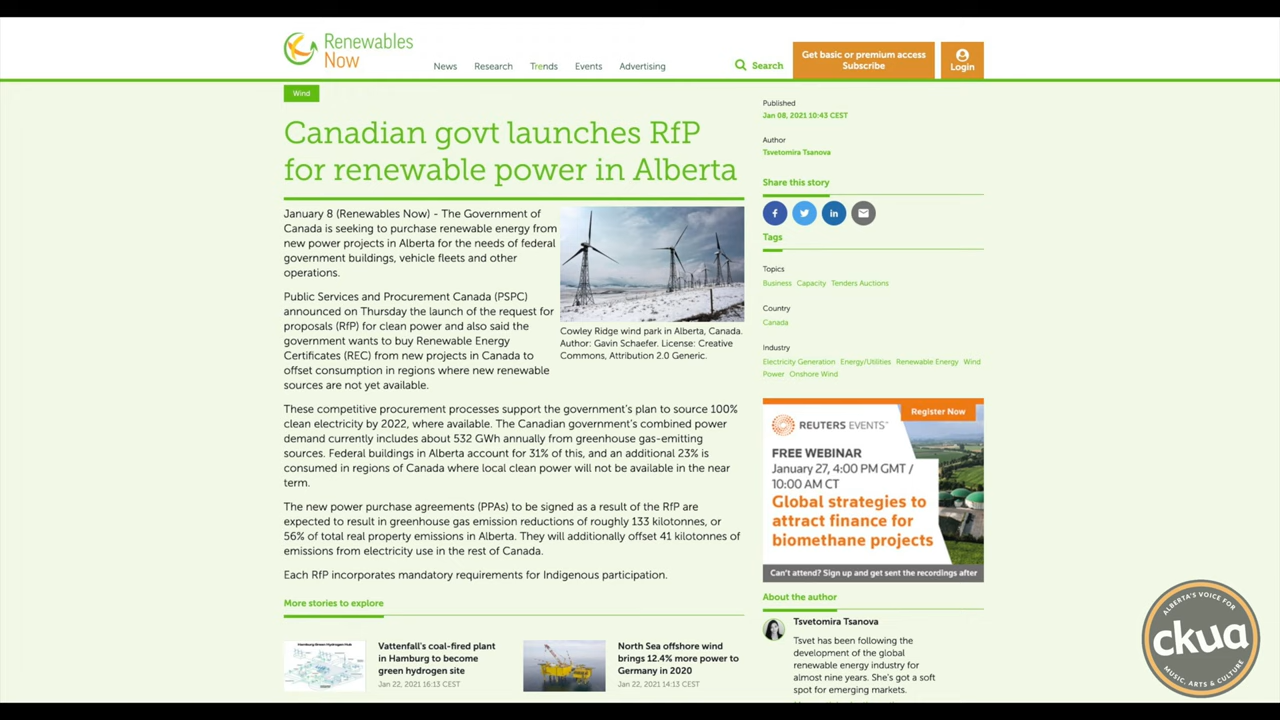 Renewables
Now
News Research Trends Events Advertising
Search
Get basic or premium access
Subscribe
Login
Wind
Canadian govt launches RfP
for renewable power in Alberta
January 8 (Renewables Now) - The Government of
Canada is seeking to purchase renewable energy from
new power projects in Alberta for the needs of federal
government buildings, vehicle fleets and other
operations.
Public Services and Procurement Canada (PSPC)
announced on Thursday the launch of the request for
proposals (RfP) for clean power and also said the
government wants to buy Renewable Energy
Certificates (REC) from new projects in Canada to
offset consumption in regions where new renewable
sources are not yet available.
Cowley Ridge wind park in Alberta, Canada.
Author: Gavin Schaefer. License: Creative
Commons, Attribution 2.0 Generic.
These competitive procurement processes support the government's plan to source 100%
clean electricity by 2022, where available. The Canadian government's combined power
demand currently includes about 532 GWh annually from greenhouse gas-emitting
sources. Federal buildings in Alberta account for 31% of this, and an additional 23% is
consumed in regions of Canada where local clean power will not be available in the near
term.
The new power purchase agreements (PPAs) to be signed as a result of the RfP are
expected to result in greenhouse gas emission reductions of roughly 133 kilotonnes, or
56% of total real property emissions in Alberta. They will additionally offset 41 kilotonnes of
emissions from electricity use in the rest of Canada.
Each RfP incorporates mandatory requirements for Indigenous participation.
More stories to explore
Vattenfall's coal-fired plant
in Hamburg to become
green hydrogen site
Jan 22, 2021 16:13 CEST
North Sea offshore wind
brings 12.4% more power to
Germany in 2020
Jan 22, 2021 14:13 CEST
Published
Jan 08, 2021 10:43 CEST
Author
Tsvetomira Tsanova
Share this story
Tags
Topics
Business Capacity Tenders Auctions
Country
Canada
Industry
Electricity Generation Energy/Utilities Renewable Energy Wind
Power Onshore Wind
Register Now
REUTERS EVENTS
FREE WEBINAR
January 27, 4:00 PM GMT /
10:00 AM CT
Global strategies to
attract finance for
biomethane projects
Can't attend? Sign up and get sent the recordings after
About the author
Tsvetomira Tsanova
Tsvet has been following the
development of the global
renewable energy industry for
almost nine years. She's got a soft
spot for emerging markets.
ALBERTA'S VOICE FOR
ckua
MUSIC, ARTS & CULTURE